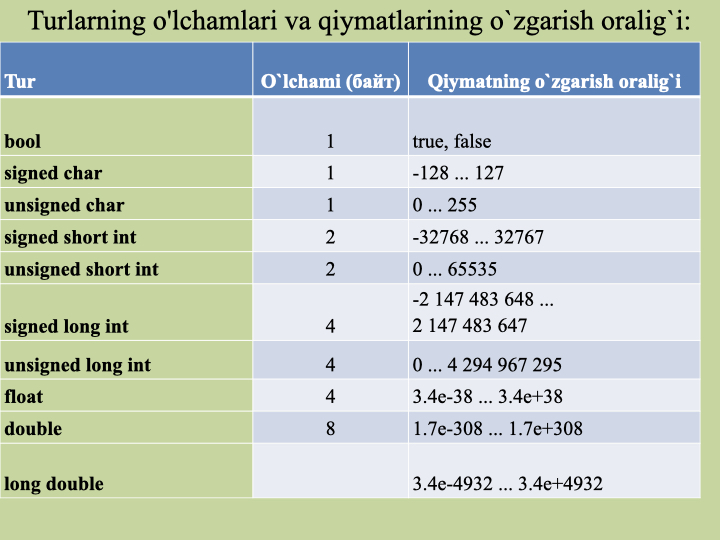 Turlarning o'lchamlari va qiymatlarining o`zgarish oralig`i:
Tur O`lchami (байт) Qiymatning o`zgarish oralig`i
bool 1 true, false
signed char 1 -128 ... 127
unsigned char 1 0 ... 255
signed short int 2 -32768 ... 32767
unsigned short int 2 0 ... 65535
-2 147 483 648 ...
signed long int 4 2 147 483 647
unsigned long int 4 0 ... 4 294 967 295
float 4 3.4e-38 ... 3.4e+38
double 8 1.7e-308 ... 1.7e+308
long double 3.4e-4932 ... 3.4e+4932